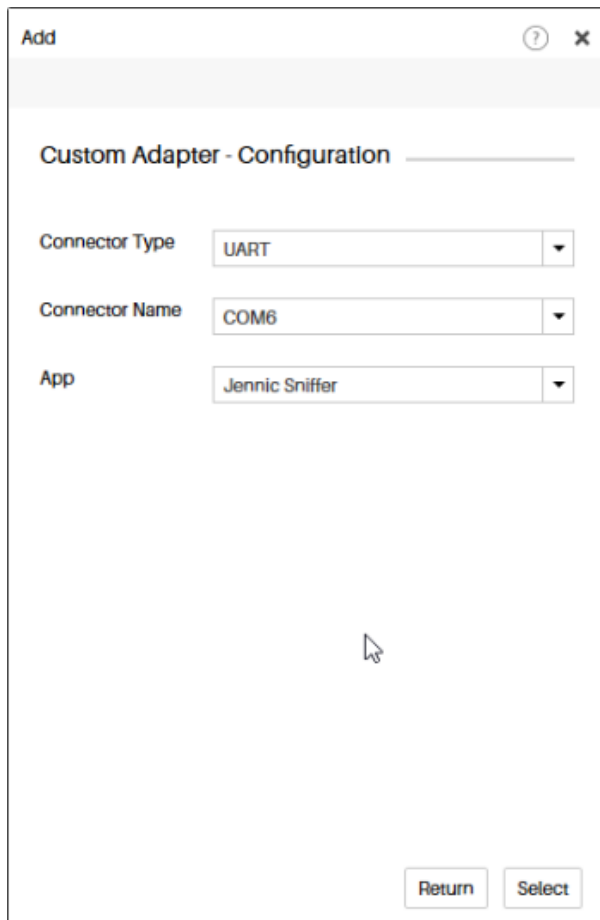 Add ?
Custom Adapter - Configuration
Connector Type UART
Connector Name COM6
App Jennic Sniffer
Return Select